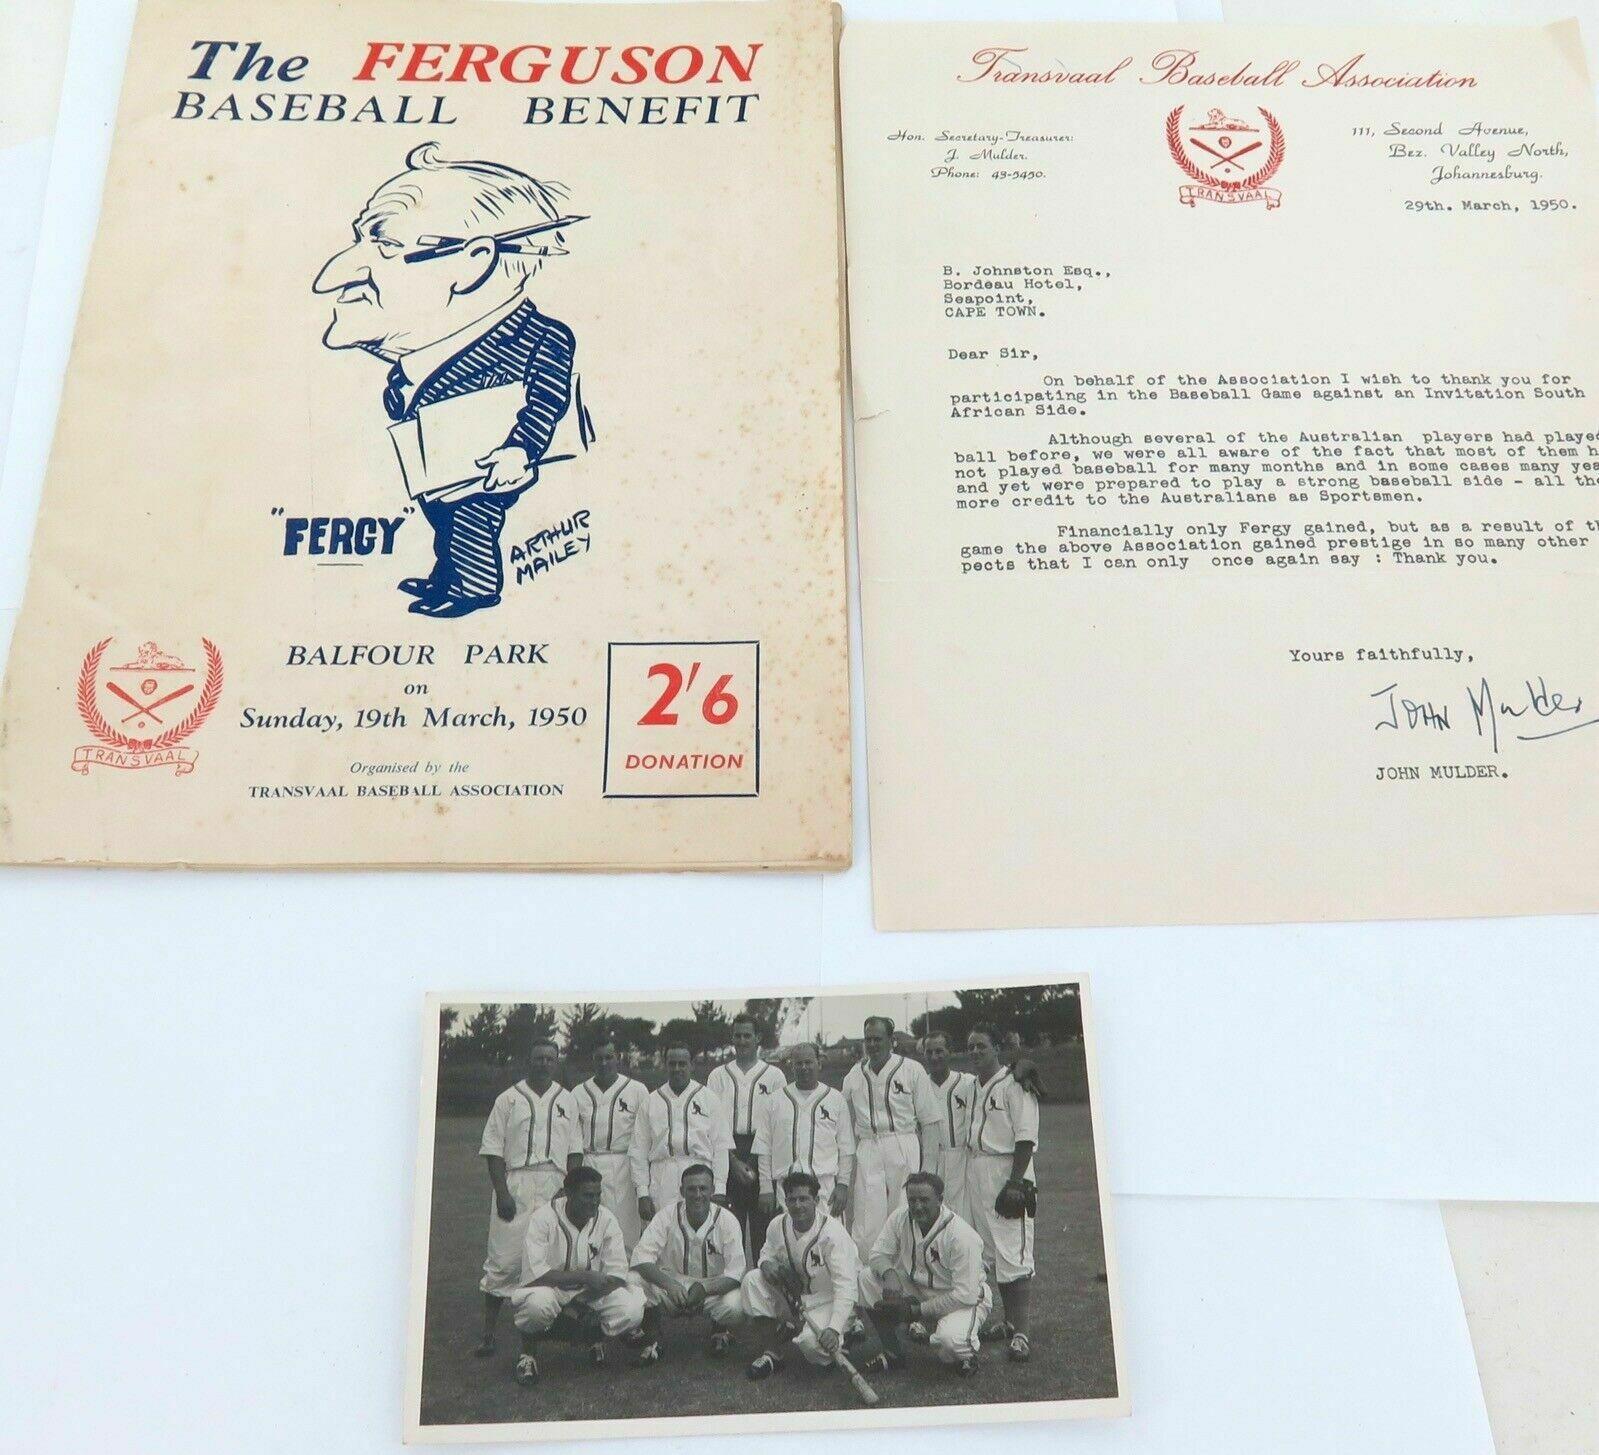 The FERGUSON
BASEBALL BENEFIT
"FERGY"
ARTHUR
MAILEY
BALFOUR PARK
on
Sunday, 19th March, 1950
Organised by the
TRANSVAAL BASEBALL ASSOCIATION
TRANSVAAL
2'6
DONATION
Transvaal Baseball Association
Hon. Secretary-Treasurer:
J. Mulder.
Phone: 43-5450.
TRANSVAAL
111, Second Avenue,
Bez. Valley North,
Johannesburg.
29th. March, 1950.
B. Johnston Esq.,
Bordeau Hotel,
Seapoint,
CAPE TOWN.
Dear Sir,
On behalf of the Association I wish to thank you for
participating in the Baseball Game against an Invitation South
African Side.
Although several of the Australian players had played
ball before, we were all aware of the fact that most of them h
not played baseball for many months and in some cases many yea
and yet were prepared to play a strong baseball side - all the
more credit to the Australians as Sportsmen.
Financially only Fergy gained, but as a result of th
game the above Association gained prestige in so many other
pects that I can only once again say : Thank you.
Yours faithfully,
John Mulder
JOHN MULDER.